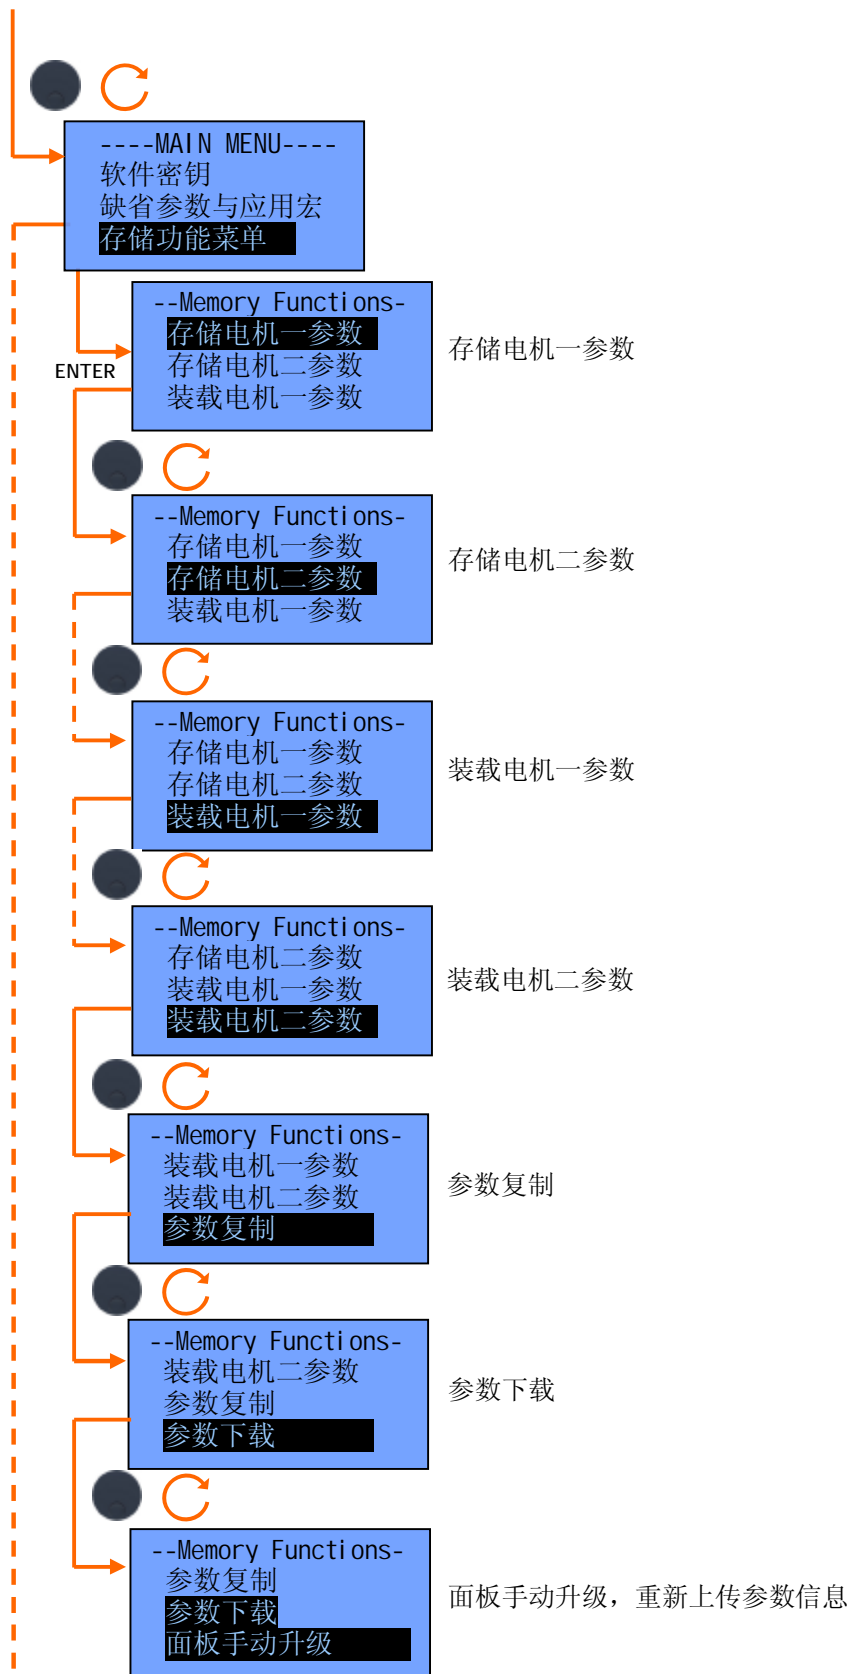 ----MAIN MENU----
软件密钥
缺省参数与应用宏
存储功能菜单
--Memory Functions-
存储电机一参数
存储电机二参数
装载电机一参数
存储电机一参数
ENTER
--Memory Functions-
存储电机一参数
存储电机二参数
装载电机一参数
存储电机二参数
--Memory Functions-
存储电机一参数
存储电机二参数
装载电机一参数
装载电机一参数
--Memory Functions-
存储电机二参数
装载电机一参数
装载电机二参数
装载电机二参数
--Memory Functions-
装载电机一参数
装载电机二参数
参数复制
参数复制
--Memory Functions-
装载电机二参数
参数复制
参数下载
参数下载
--Memory Functions-
参数复制
参数下载
面板手动升级
面板手动升级，重新上传参数信息